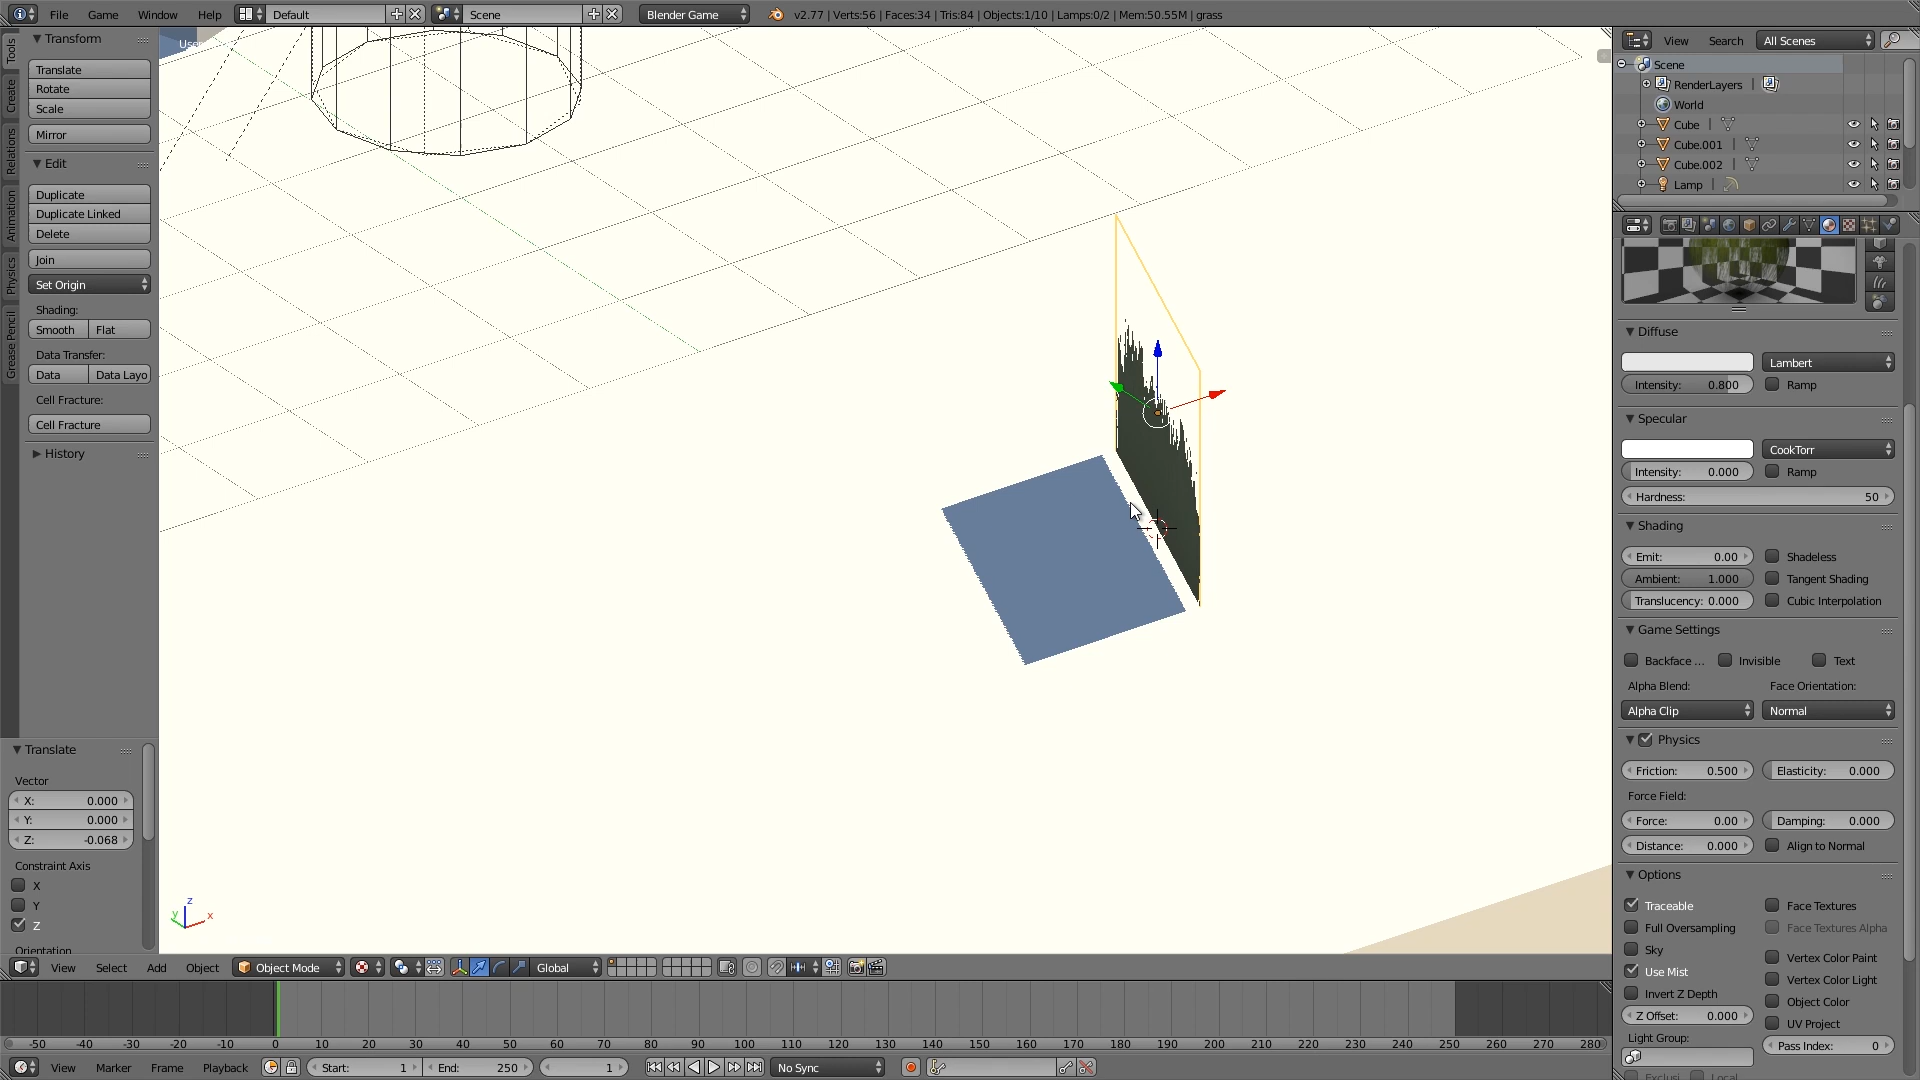 File Game Window Help Default Scene Blender Game v2.77 | Verts:56 | Faces:34 | Tris:84 | Objects:1/10 | Lamps:0/2 | Mem:50.55M | grass
Tools
Create
Relations
Animation
Physics
Grease Pencil
Transform
Translate
Rotate
Scale
Mirror
Edit
Duplicate
Duplicate Linked
Delete
Join
Set Origin
Shading:
Smooth Flat
Data Transfer:
Data Data Layo
Cell Fracture:
Cell Fracture
History
Translate
Vector
X: 0.000
Y: 0.000
Z: -0.068
Constraint Axis
X
Y
Z
Orientation
z
y x
View Select Add Object Object Mode Global
-50 -40 -30 -20 -10 0 10 20 30 40 50 60 70 80 90 100 110 120 130 140 150 160 170 180 190 200 210 220 230 240 250 260 270 280
View Marker Frame Playback Start: 1 End: 250 1 No Sync
View Search All Scenes
Scene
RenderLayers |
World
Cube |
Cube.001 |
Cube.002 |
Lamp |
Diffuse
Lambert
Intensity: 0.800 Ramp
Specular
CookTorr
Intensity: 0.000 Ramp
Hardness: 50
Shading
Emit: 0.00 Shadeless
Ambient: 1.000 Tangent Shading
Translucency: 0.000 Cubic Interpolation
Game Settings
Backface ... Invisible Text
Alpha Blend: Face Orientation:
Alpha Clip Normal
Physics
Friction: 0.500 Elasticity: 0.000
Force Field:
Force: 0.00 Damping: 0.000
Distance: 0.000 Align to Normal
Options
Traceable Face Textures
Full Oversampling Face Textures Alpha
Sky
Vertex Color Paint
Use Mist
Vertex Color Light
Invert Z Depth
Object Color
Z Offset: 0.000
UV Project
Light Group:
Pass Index: 0